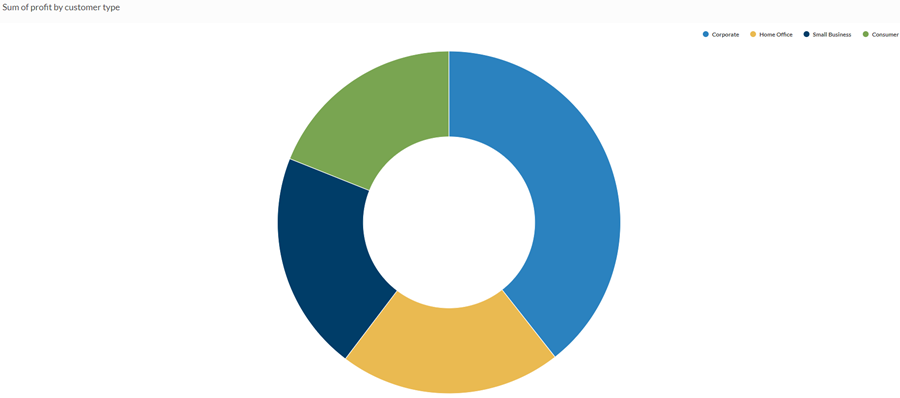 Sum of profit by customer type
Corporate Home Office Small Business Consumer